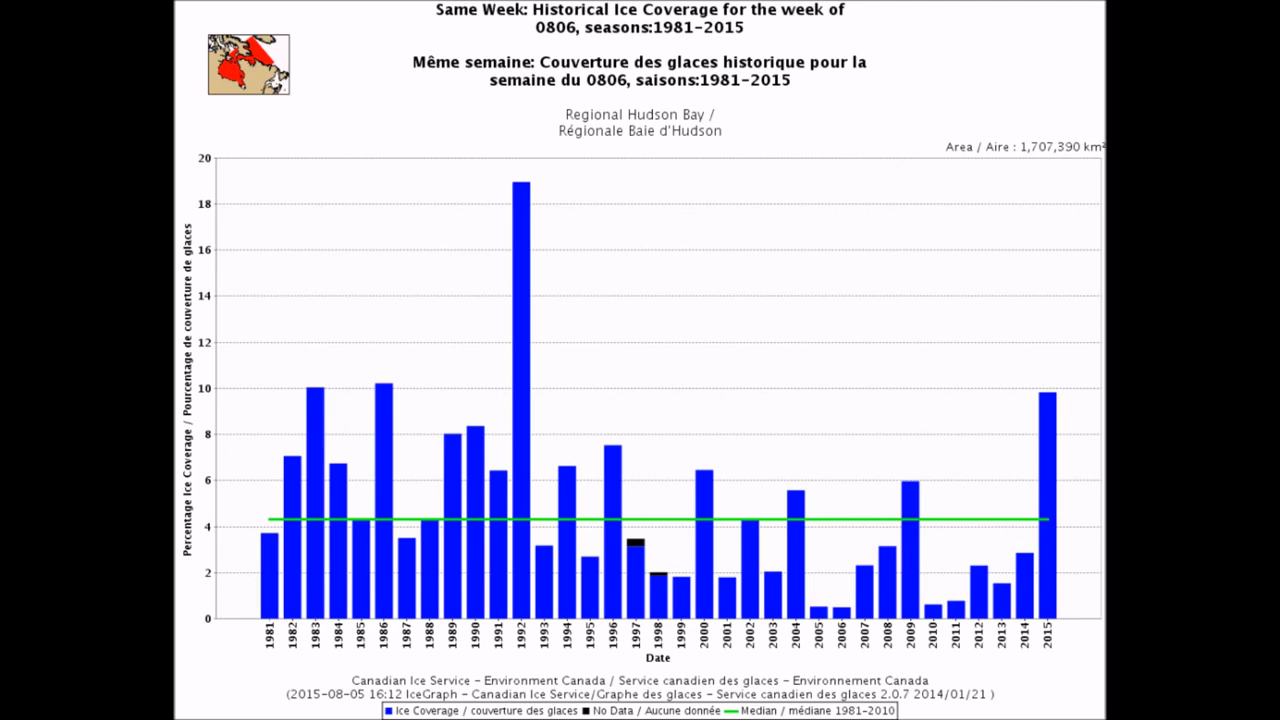 Same Week: Historical Ice Coverage for the week of
0806, seasons:1981-2015
Même semaine: Couverture des glaces historique pour la
semaine du 0806, saisons:1981-2015
Regional Hudson Bay /
Régionale Baie d'Hudson
Area / Aire : 1,707,390 km²
Percentage Ice Coverage / Pourcentage de couverture de glaces
20
18
16
14
12
10
8
6
4
2
0
1981 1982 1983 1984 1985 1986 1987 1988 1989 1990 1991 1992 1993 1994 1995 1996 1997 1998 1999 2000 2001 2002 2003 2004 2005 2006 2007 2008 2009 2010 2011 2012 2013 2014 2015
Date
Canadian Ice Service - Environment Canada / Service canadien des glaces - Environnement Canada
(2015-08-05 16:12 IceGraph - Canadian Ice Service/Graphe des glaces - Service canadien des glaces 2.0.7 2014/01/21 )
Ice Coverage / couverture des glaces No Data / Aucune donnée Median / médiane 1981-2010